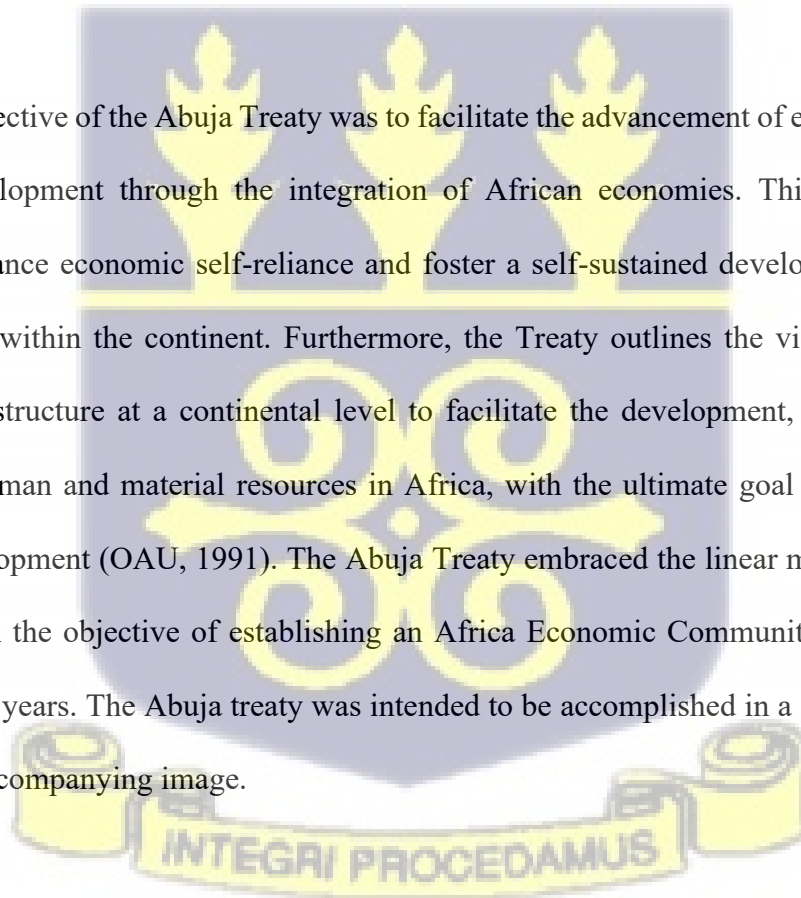 ective of the Abuja Treaty was to facilitate the advancement of e
lopment through the integration of African economies. Thi
ance economic self-reliance and foster a self-sustained develo
within the continent. Furthermore, the Treaty outlines the vi
structure at a continental level to facilitate the development,
man and material resources in Africa, with the ultimate goal
opment (OAU, 1991). The Abuja Treaty embraced the linear m
the objective of establishing an Africa Economic Communit
years. The Abuja treaty was intended to be accomplished in a
companying image.
INTEGRI PROCEDAMUS